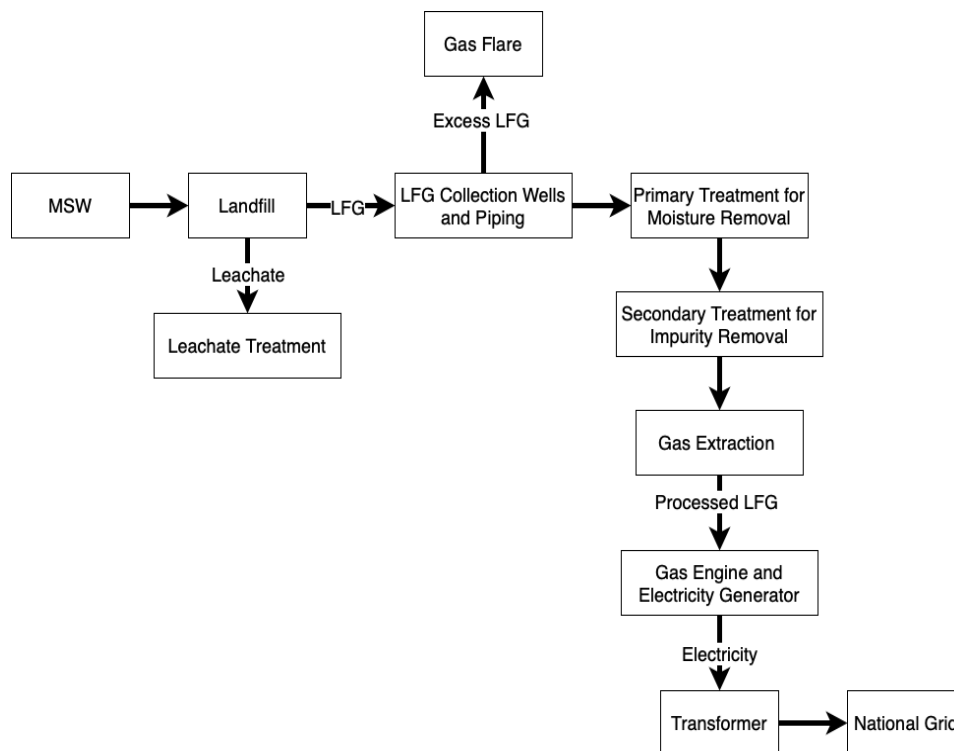 Gas Flare
Excess LFG
MSW
Landfill
LFG
LFG Collection Wells
and Piping
Primary Treatment for
Moisture Removal
Leachate
Leachate Treatment
Secondary Treatment for
Impurity Removal
Gas Extraction
Processed LFG
Gas Engine and
Electricity Generator
Electricity
Transformer
National Grid